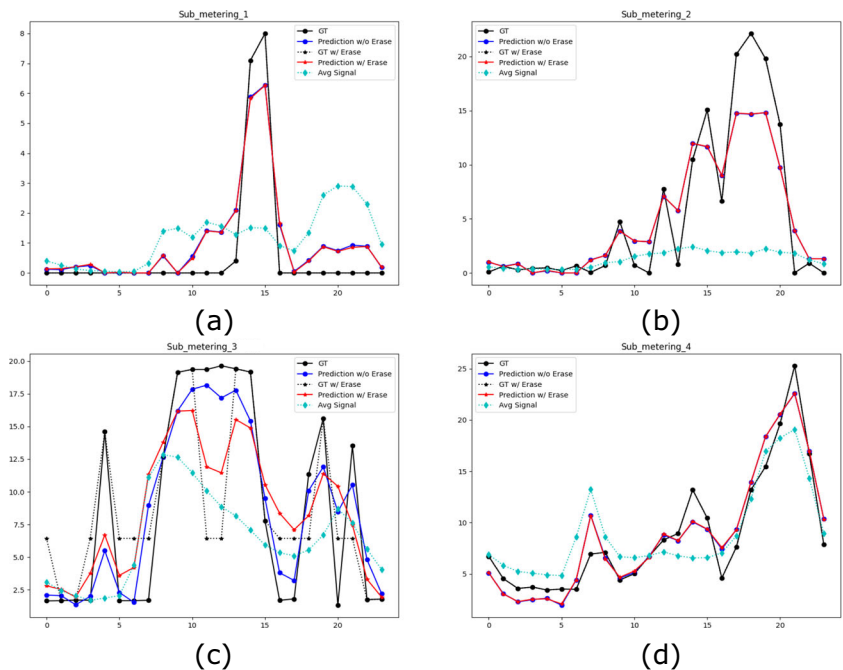 Sub_metering_1
GT
Prediction w/o Erase
GT w/ Erase
Prediction w/ Erase
Avg Signal
8
7
6
5
4
3
2
1
0
0 5 10 15 20
(a)
Sub_metering_2
GT
Prediction w/o Erase
GT w/ Erase
Prediction w/ Erase
Avg Signal
20
15
10
5
0
0 5 10 15 20
(b)
Sub_metering_3
GT
Prediction w/o Erase
GT w/ Erase
Prediction w/ Erase
Avg Signal
20.0
17.5
15.0
12.5
10.0
7.5
5.0
2.5
0 5 10 15 20
(c)
Sub_metering_4
GT
Prediction w/o Erase
GT w/ Erase
Prediction w/ Erase
Avg Signal
25
20
15
10
5
0 5 10 15 20
(d)